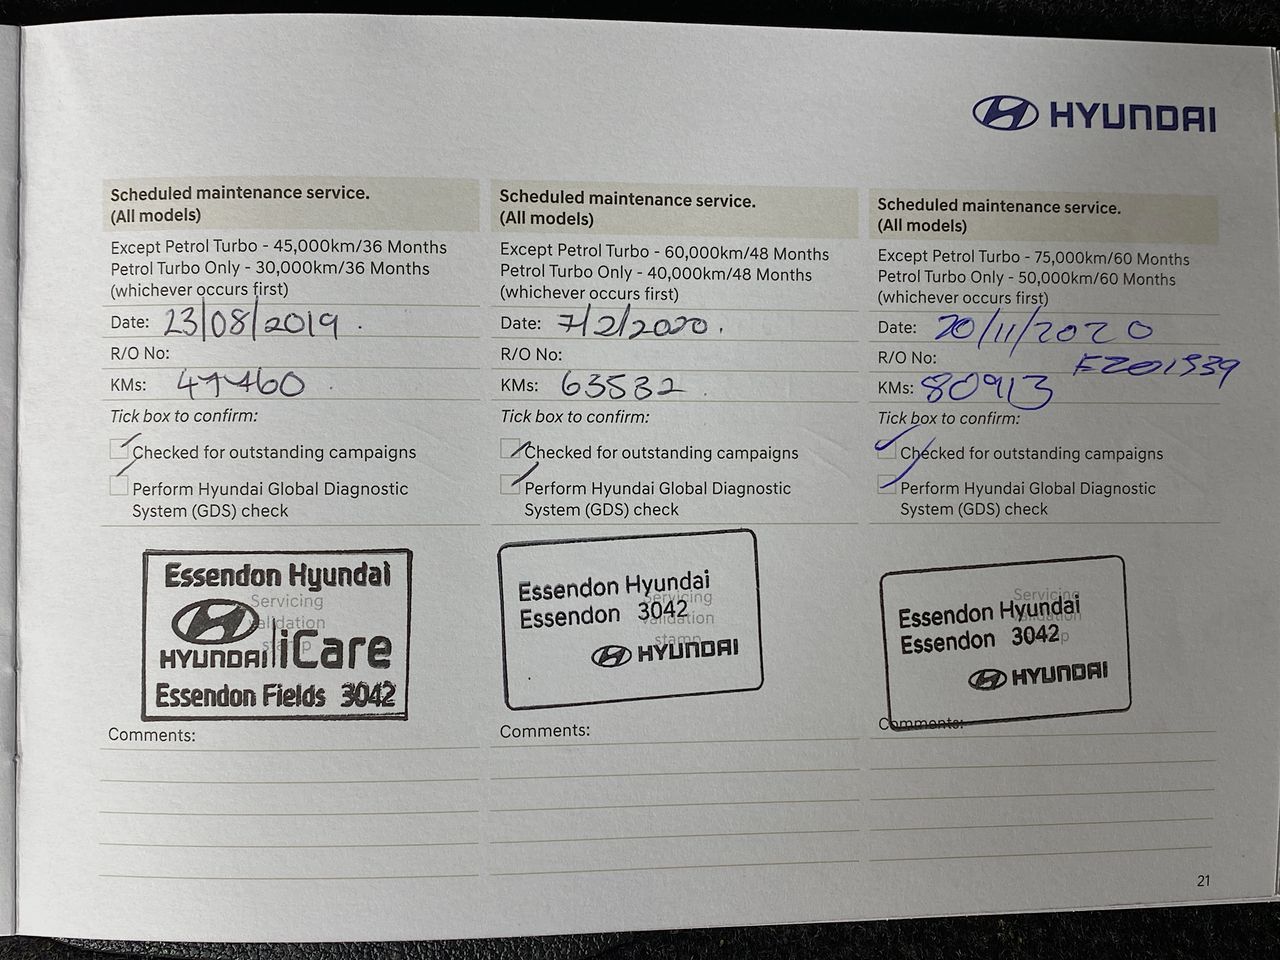 HYUNDAI
Scheduled maintenance service.
(All models)
Except Petrol Turbo - 45,000km/36 Months
Petrol Turbo Only - 30,000km/36 Months
(whichever occurs first)
Date: 23/08/2019.
R/O No:
KMs: 47460
Tick box to confirm:
Checked for outstanding campaigns
Perform Hyundai Global Diagnostic
System (GDS) check
Essendon Hyundai
Servicing
validation
HYUNDAI iCare
Essendon Fields 3042
Comments:
Scheduled maintenance service.
(All models)
Except Petrol Turbo - 60,000km/48 Months
Petrol Turbo Only - 40,000km/48 Months
(whichever occurs first)
Date: 7/2/2020.
R/O No:
KMs: 63532
Tick box to confirm:
Checked for outstanding campaigns
Perform Hyundai Global Diagnostic
System (GDS) check
Essendon Hyundai
Servicing
Essendon 3042
validation
stamp
HYUNDAI
Comments:
Scheduled maintenance service.
(All models)
Except Petrol Turbo - 75,000km/60 Months
Petrol Turbo Only - 50,000km/60 Months
(whichever occurs first)
Date: 20/11/2020
R/O No:
KMs: 80913
Tick box to confirm:
Checked for outstanding campaigns
Perform Hyundai Global Diagnostic
System (GDS) check
Servicing
Essendon Hyundai
Essendon 3042
HYUNDAI
Comments:
21